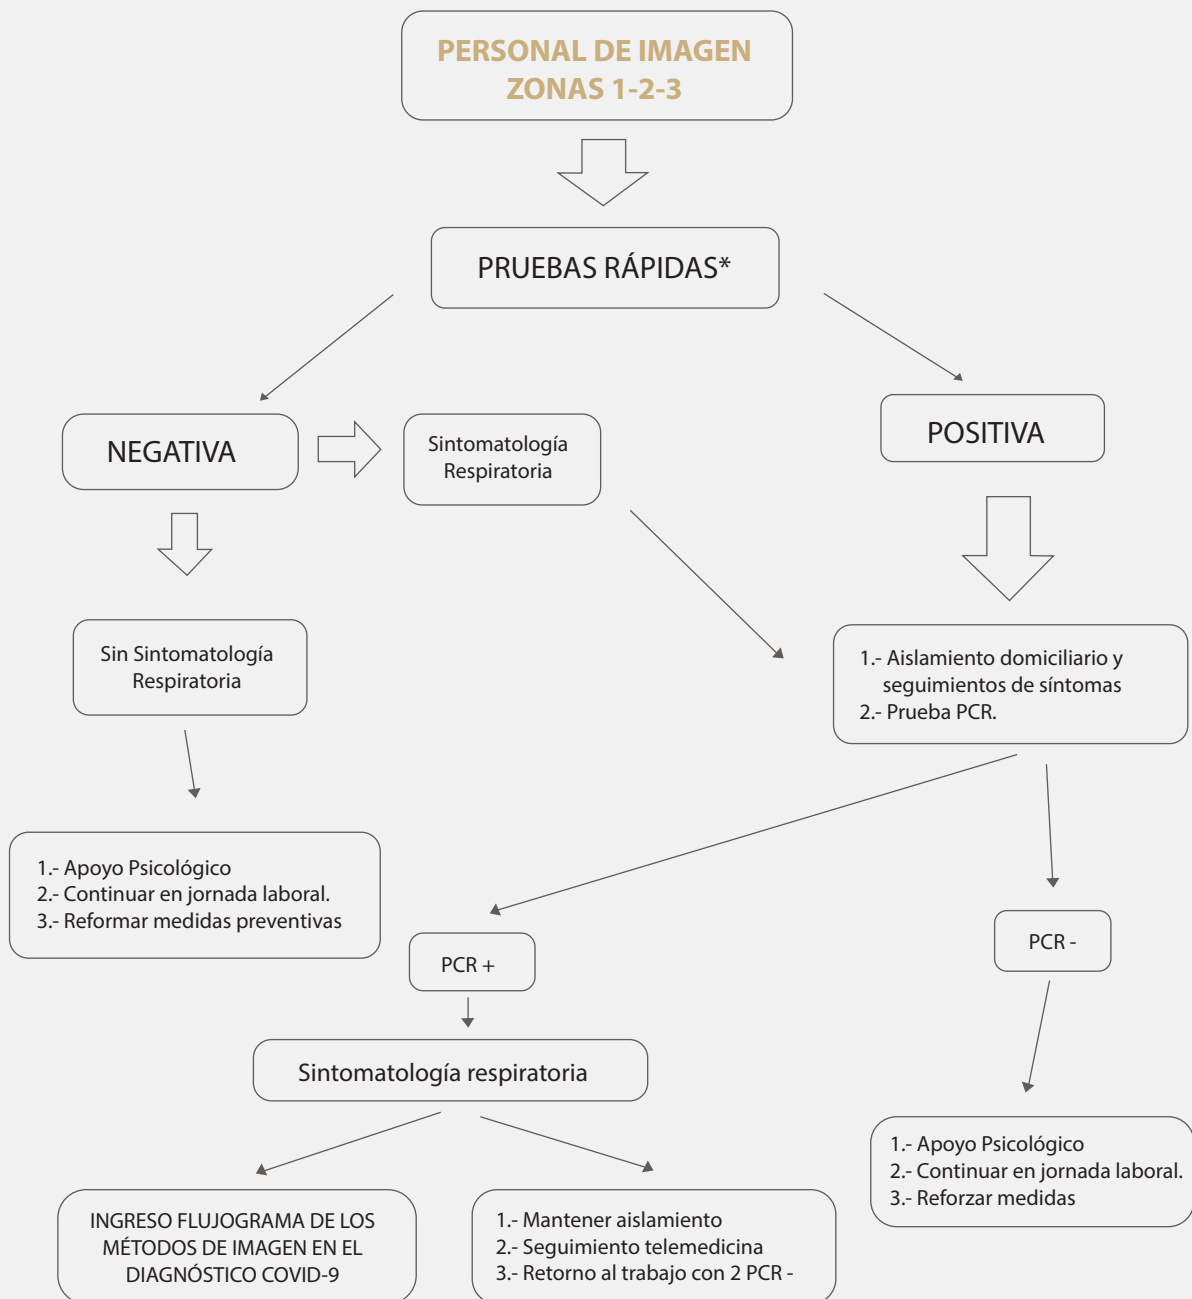 PERSONAL DE IMAGEN
ZONAS 1-2-3
PRUEBAS RÁPIDAS*
NEGATIVA
Sintomatología
Respiratoria
POSITIVA
Sin Sintomatología
Respiratoria
1.- Aislamiento domiciliario y
seguimientos de síntomas
2.- Prueba PCR.
1.- Apoyo Psicológico
2.- Continuar en jornada laboral.
3.- Reformar medidas preventivas
PCR +
PCR -
Sintomatología respiratoria
1.- Apoyo Psicológico
2.- Continuar en jornada laboral.
3.- Reforzar medidas
INGRESO FLUJOGRAMA DE LOS
MÉTODOS DE IMAGEN EN EL
DIAGNÓSTICO COVID-9
1.- Mantener aislamiento
2.- Seguimiento telemedicina
3.- Retorno al trabajo con 2 PCR -